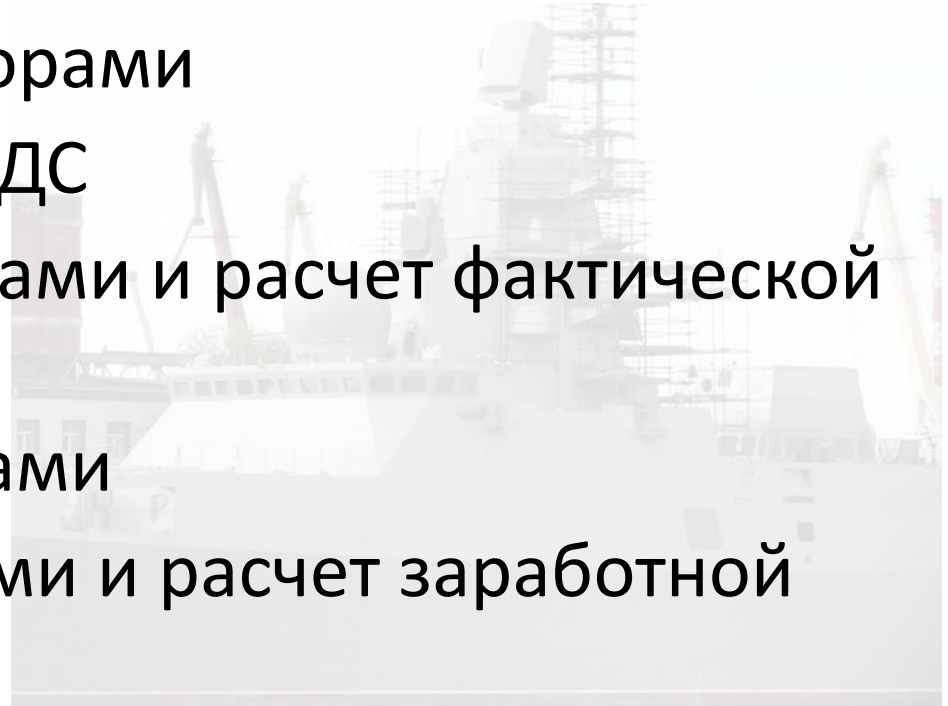 орами
ДС
ами и расчет фактической
ами
ми и расчет заработной